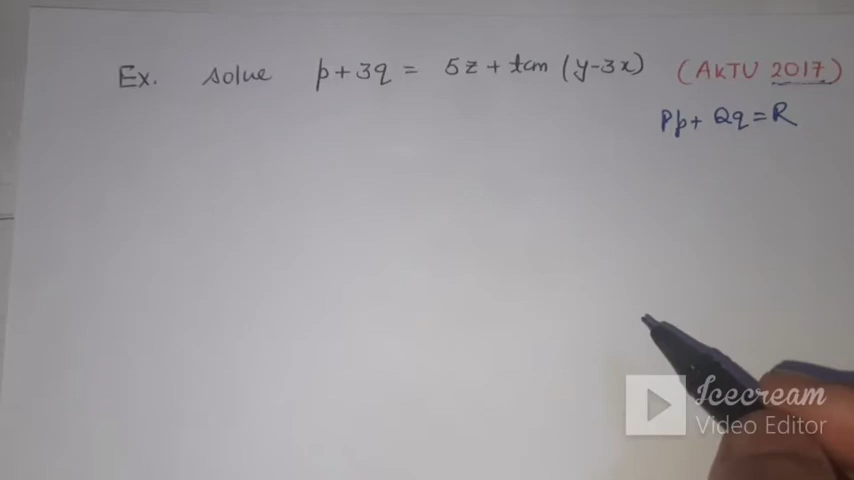 Ex. solve p+3q = 5z + tan (y-3x) (AKTU 2017)
Pp+ Qq = R
Icecream
Video Editor